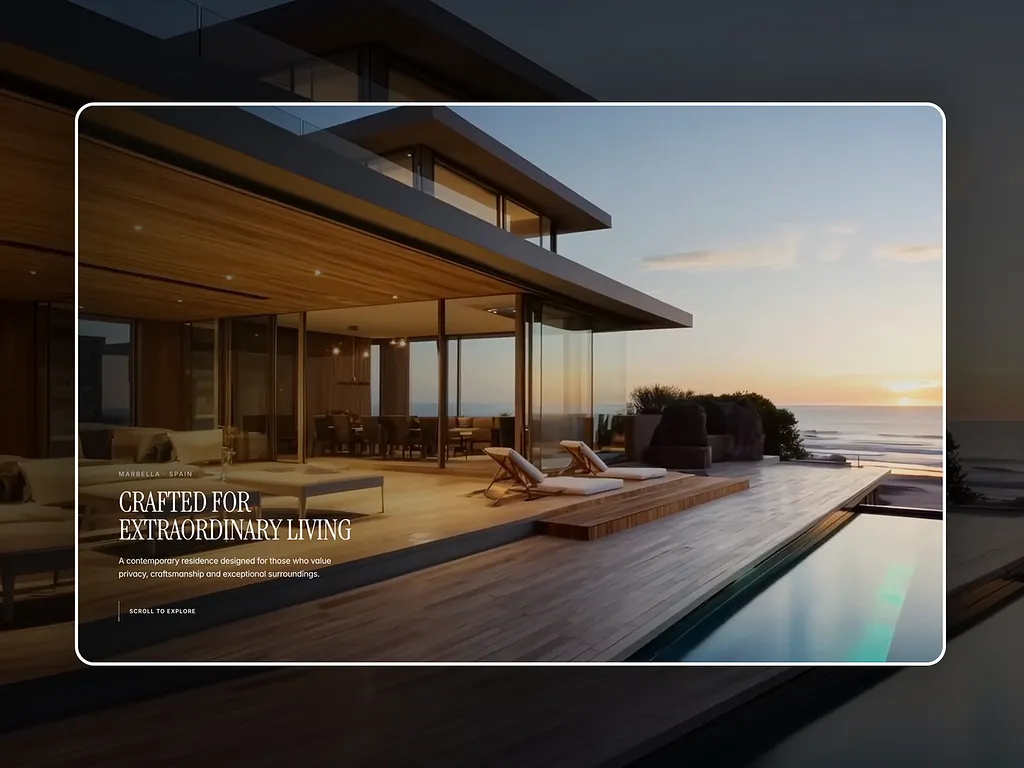 MARBELLA · SPAIN
CRAFTED FOR
EXTRAORDINARY LIVING
A contemporary residence designed for those who value
privacy, craftsmanship and exceptional surroundings.
SCROLL TO EXPLORE